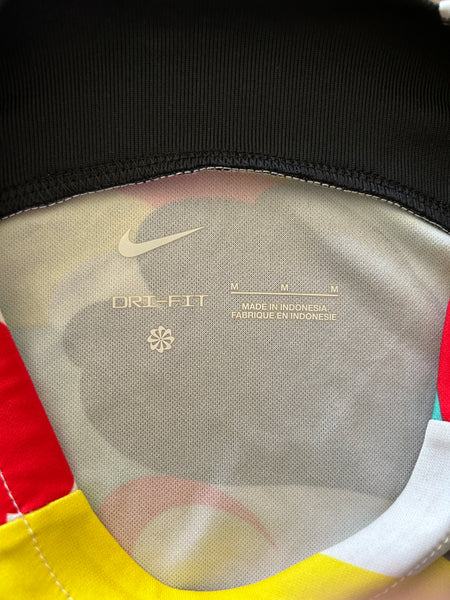 DRI-FIT
M M M
MADE IN INDONESIA
FABRIQUE EN INDONESIE